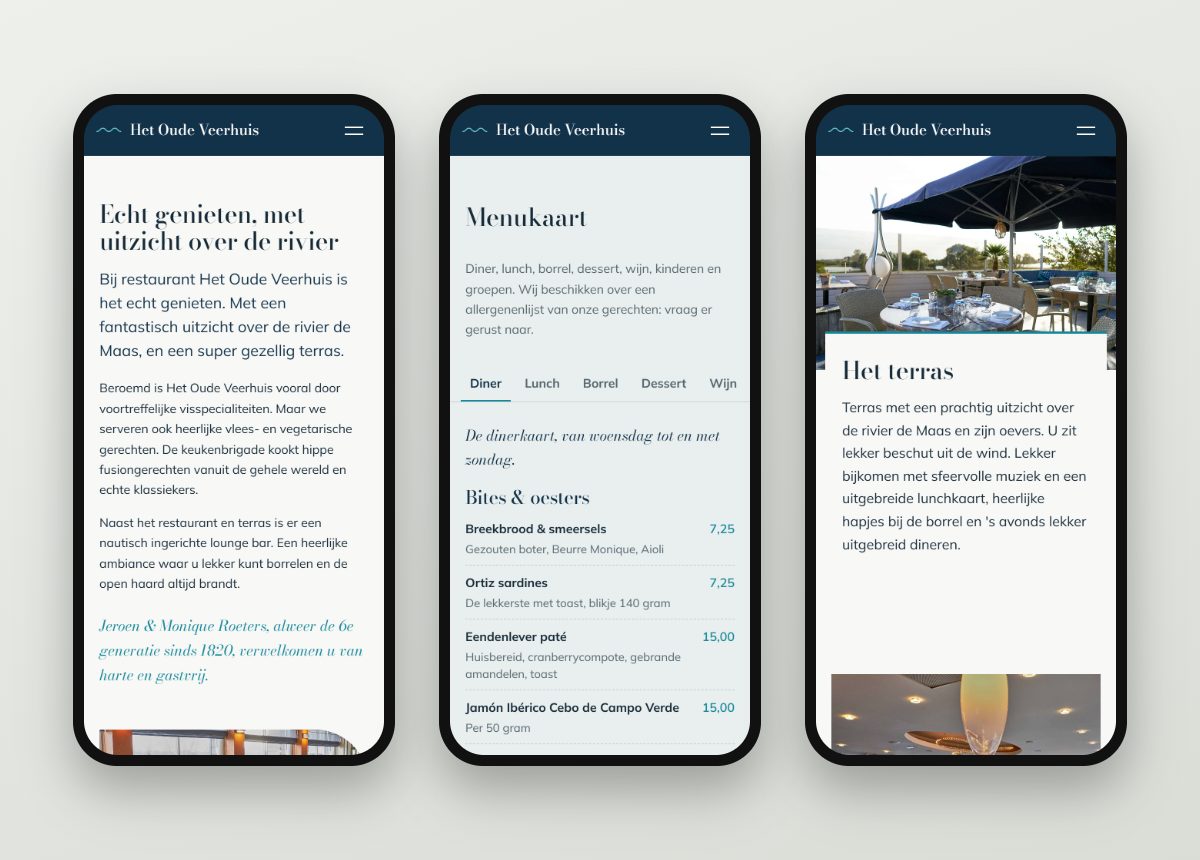 Het Oude Veerhuis
Echt genieten, met
uitzicht over de rivier
Bij restaurant Het Oude Veerhuis is
het echt genieten. Met een
fantastisch uitzicht over de rivier de
Maas, en een super gezellig terras.
Beroemd is Het Oude Veerhuis vooral door
voortreffelijke visspecialiteiten. Maar we
serveren ook heerlijke vlees- en vegetarische
gerechten. De keukenbrigade kookt hippe
fusiongerechten vanuit de gehele wereld en
echte klassiekers.
Naast het restaurant en terras is er een
nautisch ingerichte lounge bar. Een heerlijke
ambiance waar u lekker kunt borrelen en de
open haard altijd brandt.
Jeroen & Monique Roeters, alweer de 6e
generatie sinds 1820, verwelkomen u van
harte en gastvrij.
Het Oude Veerhuis
Menukaart
Diner, lunch, borrel, dessert, wijn, kinderen en
groepen. Wij beschikken over een
allergenenlijst van onze gerechten: vraag er
gerust naar.
Diner Lunch Borrel Dessert Wijn
De dinerkaart, van woensdag tot en met
zondag.
Bites & oesters
Breekbrood & smeersels 7,25
Gezouten boter, Beurre Monique, Aioli
Ortiz sardines 7,25
De lekkerste met toast, blikje 140 gram
Eendenlever paté 15,00
Huisbereid, cranberrycompote, gebrande
amandelen, toast
Jamón Ibérico Cebo de Campo Verde 15,00
Per 50 gram
Het Oude Veerhuis
Het terras
Terras met een prachtig uitzicht over
de rivier de Maas en zijn oevers. U zit
lekker beschut uit de wind. Lekker
bijkomen met sfeervolle muziek en een
uitgebreide lunchkaart, heerlijke
hapjes bij de borrel en 's avonds lekker
uitgebreid dineren.